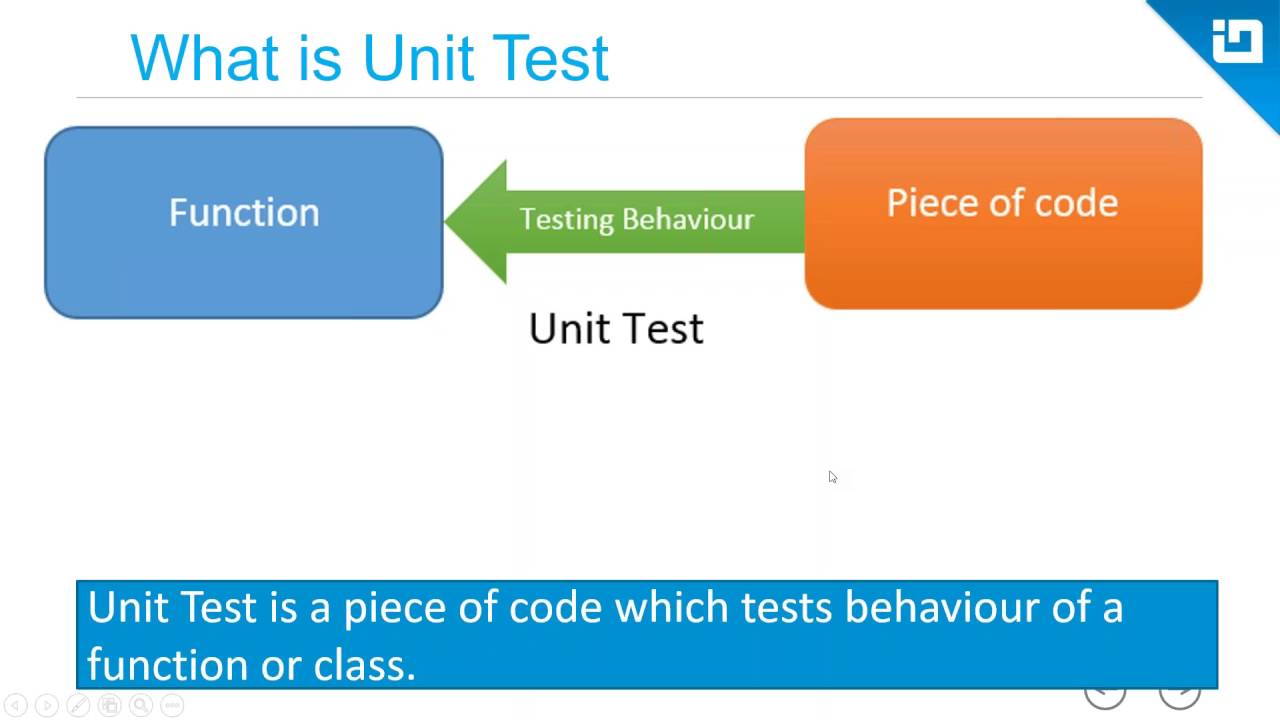 What is Unit Test
Function
Testing Behaviour
Piece of code
Unit Test
Unit Test is a piece of code which tests behaviour of a
function or class.